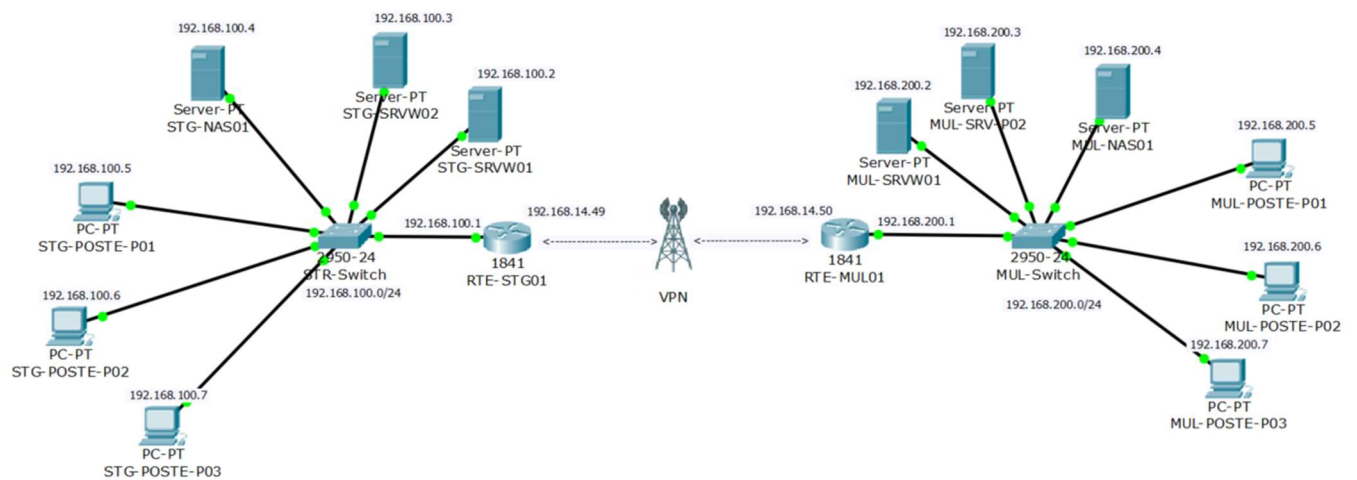 192.168.100.4
Server-PT
STG-NAS01
192.168.100.3
Server-PT
STG-SRVW02
192.168.100.2
Server-PT
STG-SRVW01
192.168.100.5
PC-PT
STG-POSTE-P01
192.168.100.6
PC-PT
STG-POSTE-P02
192.168.100.7
PC-PT
STG-POSTE-P03
2950-24
STR-Switch
192.168.100.0/24
192.168.100.1
1841
RTE-STG01
192.168.14.49
VPN
192.168.14.50
1841
RTE-MUL01
192.168.200.1
2950-24
MUL-Switch
192.168.200.0/24
192.168.200.2
Server-PT
MUL-SRVW01
192.168.200.3
Server-PT
MUL-SRV-P02
192.168.200.4
Server-PT
MUL-NAS01
192.168.200.5
PC-PT
MUL-POSTE-P01
192.168.200.6
PC-PT
MUL-POSTE-P02
192.168.200.7
PC-PT
MUL-POSTE-P03